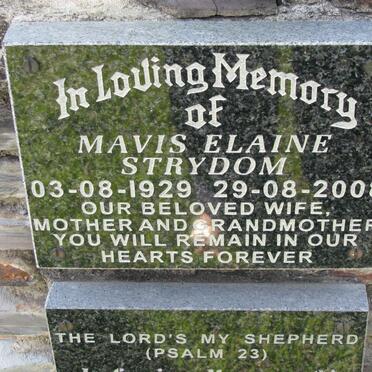 In Loving Memory
of
MAVIS ELAINE
STRYDOM
03-08-1929 29-08-2008
OUR BELOVED WIFE,
MOTHER AND GRANDMOTHER
YOU WILL REMAIN IN OUR
HEARTS FOREVER
THE LORD'S MY SHEPHERD
(PSALM 23)